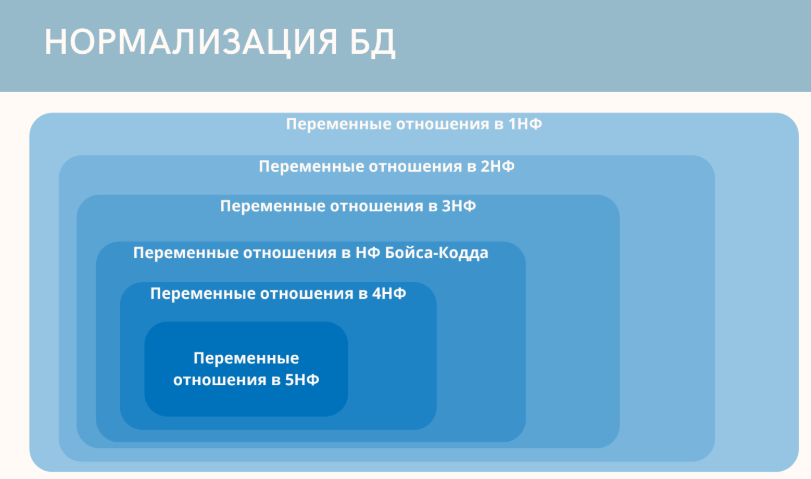 НОРМАЛИЗАЦИЯ БД
Переменные отношения в 1НФ
Переменные отношения в 2НФ
Переменные отношения в 3НФ
Переменные отношения в НФ Бойса-Кодда
Переменные отношения в 4НФ
Переменные
отношения в 5НФ